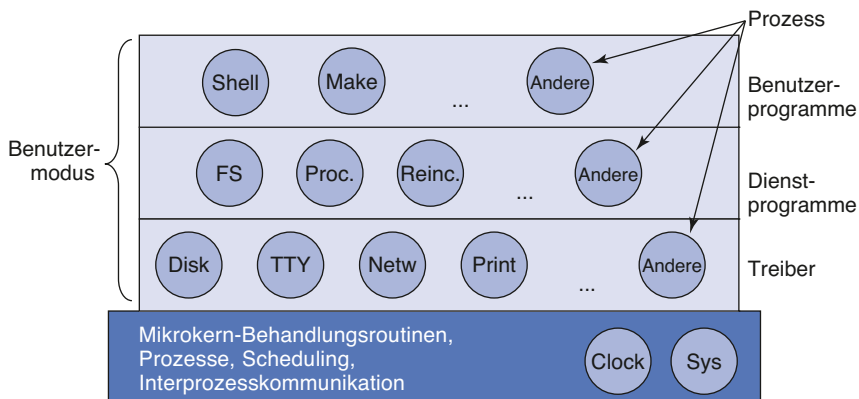 Prozess
Shell
Make
...
Andere
Benutzer-
programme
Benutzer-
modus
FS
Proc.
Reinc.
...
Andere
Dienst-
programme
Disk
TTY
Netw
Print
...
Andere
Treiber
Mikrokern-Behandlungsroutinen,
Prozesse, Scheduling,
Interprozesskommunikation
Clock
Sys